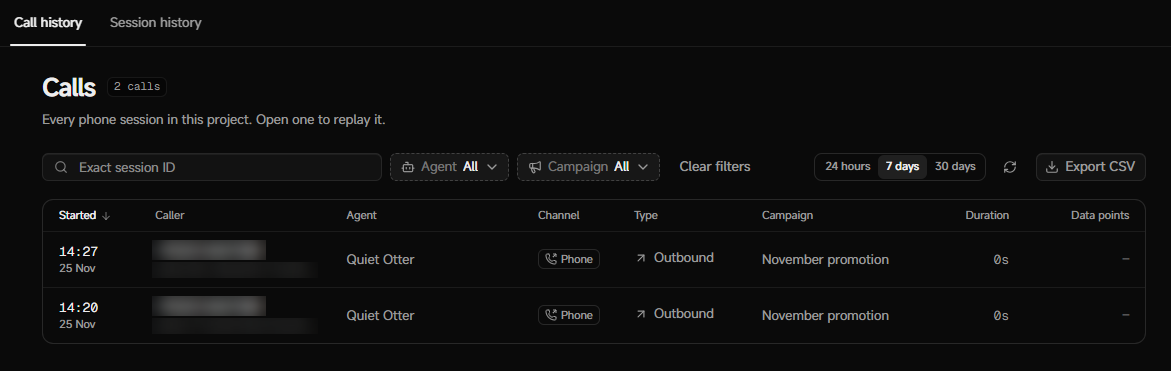 Call history Session history
Calls 2 calls
Every phone session in this project. Open one to replay it.
Exact session ID Agent All Campaign All Clear filters 24 hours 7 days 30 days Export CSV
Started Caller Agent Channel Type Campaign Duration Data points
14:27 Quiet Otter Phone Outbound November promotion 0s –
25 Nov
14:20 Quiet Otter Phone Outbound November promotion 0s –
25 Nov